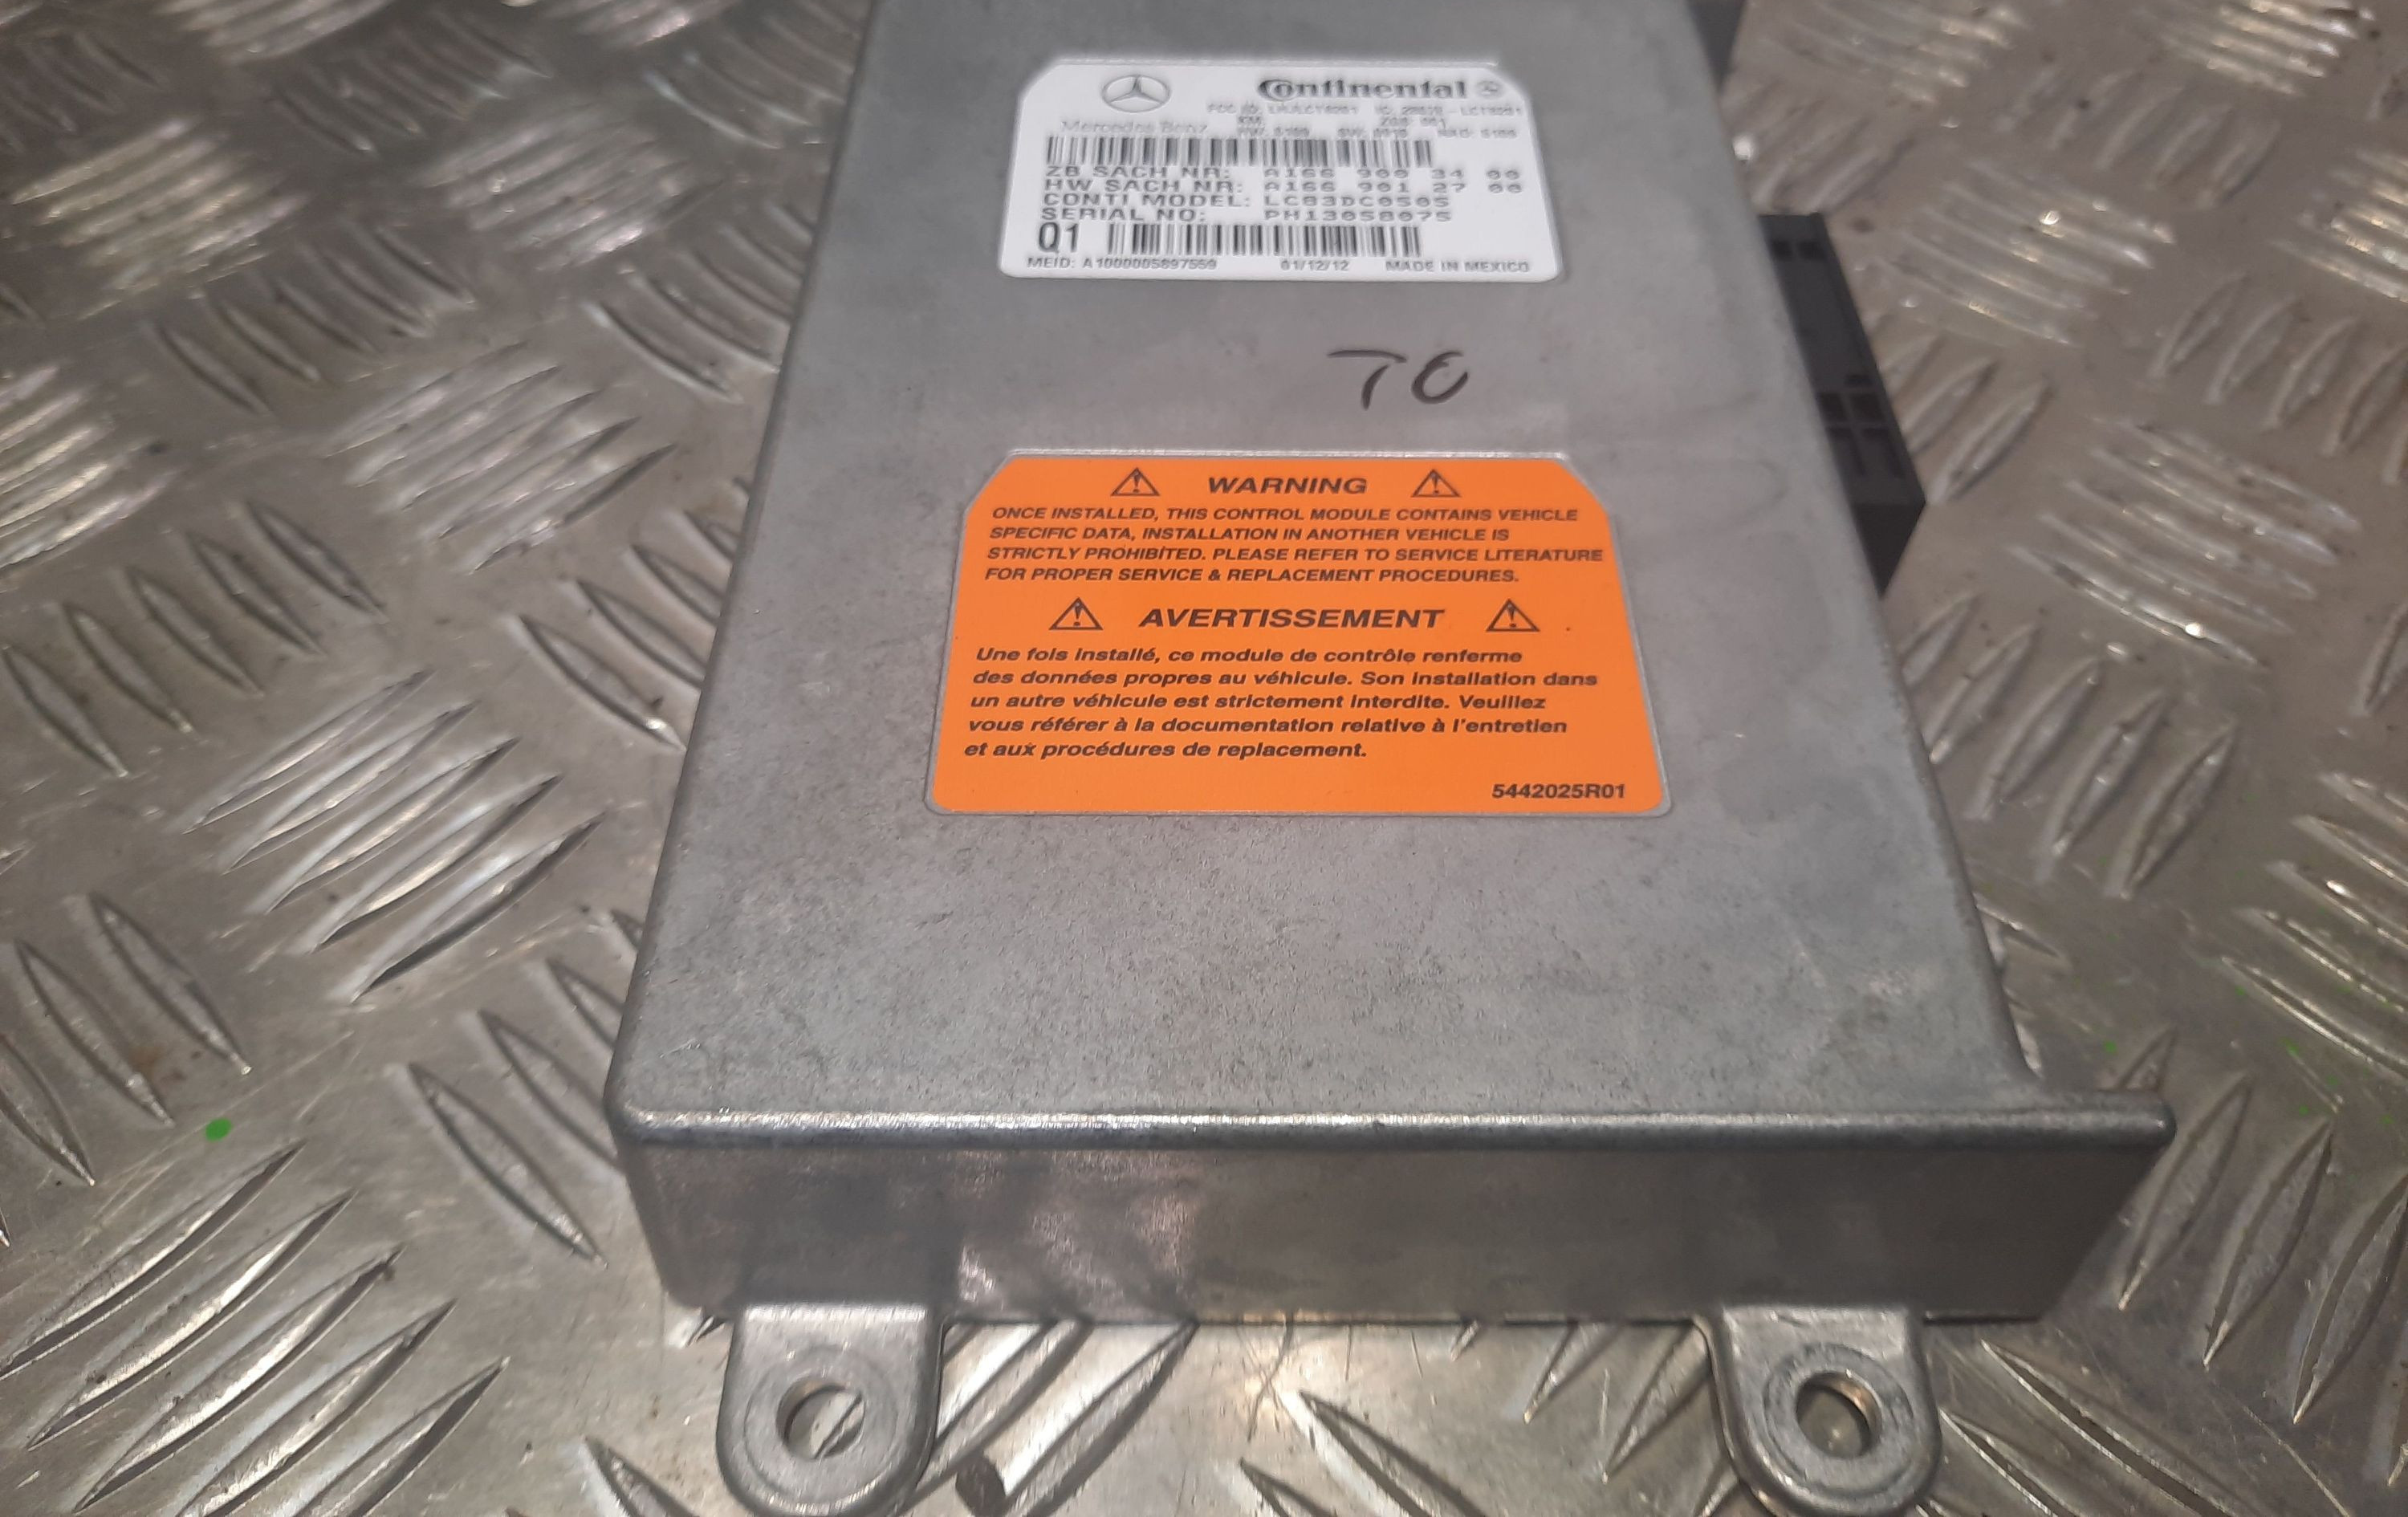 Continental
Mercedes-Benz
ZB SACH NR: A166 900 34 00
HW SACH NR: A166 901 27 00
CONTI MODEL: LC83DC050S
SERIAL NO: PH13058075
Q1
MEID: A1000005897559 01/12/12 MADE IN MEXICO
TC
WARNING
ONCE INSTALLED, THIS CONTROL MODULE CONTAINS VEHICLE
SPECIFIC DATA, INSTALLATION IN ANOTHER VEHICLE IS
STRICTLY PROHIBITED. PLEASE REFER TO SERVICE LITERATURE
FOR PROPER SERVICE & REPLACEMENT PROCEDURES.
AVERTISSEMENT
Une fois installé, ce module de contrôle renferme
des données propres au véhicule. Son installation dans
un autre véhicule est strictement interdite. Veuillez
vous référer à la documentation relative à l'entretien
et aux procédures de replacement.
5442025R01